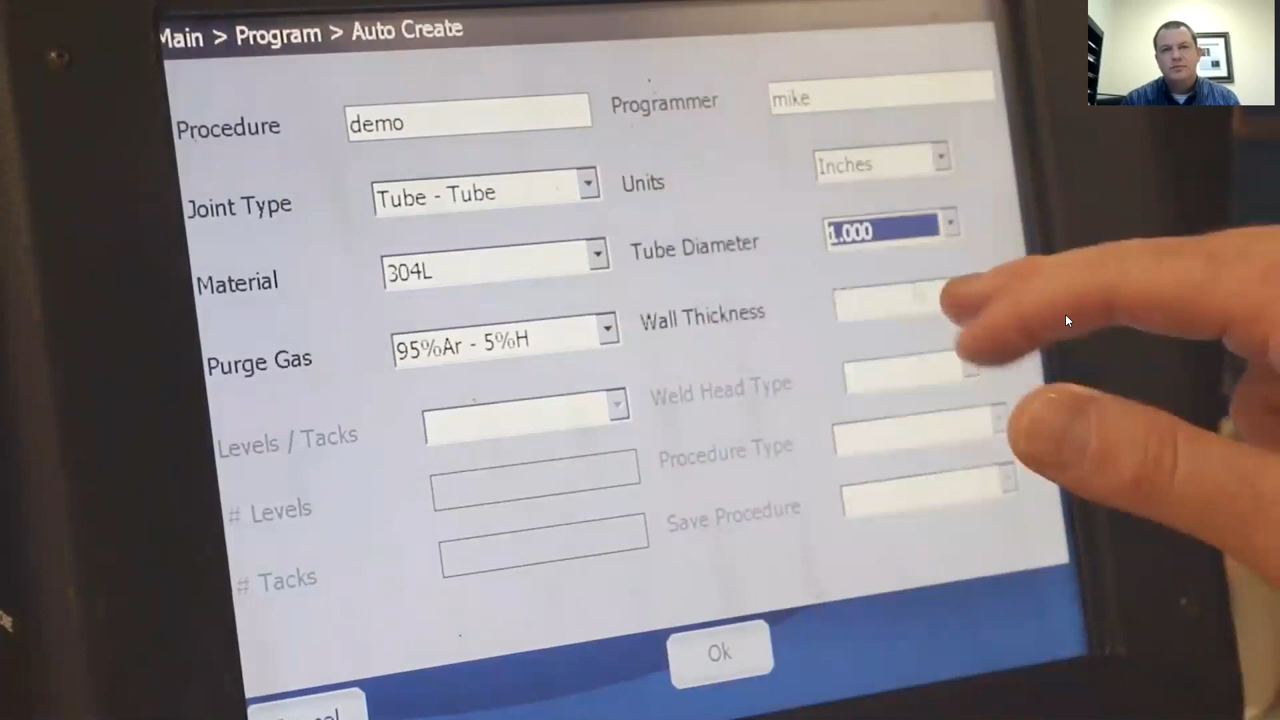 Main > Program > Auto Create
Procedure demo
Programmer mike
Joint Type Tube - Tube
Units Inches
Material 304L
Tube Diameter 1.000
Purge Gas 95%Ar - 5%H
Wall Thickness
Levels / Tacks
Weld Head Type
# Levels
Procedure Type
# Tacks
Save Procedure
Ok